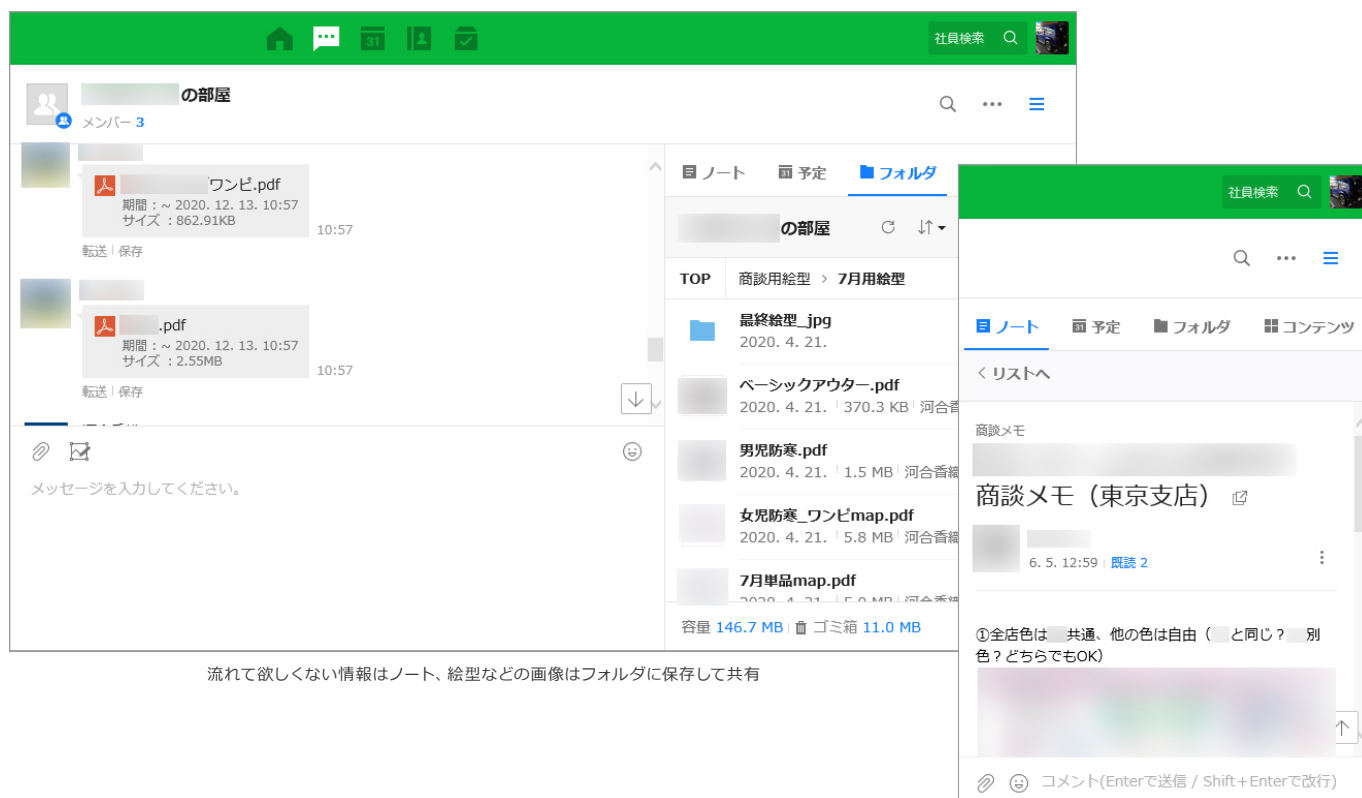 31
社員検索
の部屋
メンバー 3
ワンピ.pdf
期間：~ 2020. 12. 13. 10:57
サイズ ：862.91KB
10:57
転送 保存
.pdf
期間：~ 2020. 12. 13. 10:57
サイズ ：2.55MB
10:57
転送 保存
メッセージを入力してください。
ノート 31 予定 フォルダ
の部屋
TOP 商談用絵型 > 7月用絵型
最終絵型_jpg
2020. 4. 21.
ベーシックアウター.pdf
2020. 4. 21. 370.3 KB 河合香
男児防寒.pdf
2020. 4. 21. 1.5 MB 河合香織
女児防寒_ワンピmap.pdf
2020. 4. 21. 5.8 MB 河合香織
7月単品map.pdf
2020. 4. 21. 5.0 MB 河合香織
容量 146.7 MB ゴミ箱 11.0 MB
社員検索
ノート 31 予定 フォルダ コンテンツ
< リストへ
商談メモ
商談メモ（東京支店）
6. 5. 12:59 既読 2
①全店色は 共通、他の色は自由（ と同じ？ 別
色？どちらでもOK）
コメント(Enterで送信 / Shift+Enterで改行)
流れて欲しくない情報はノート、絵型などの画像はフォルダに保存して共有